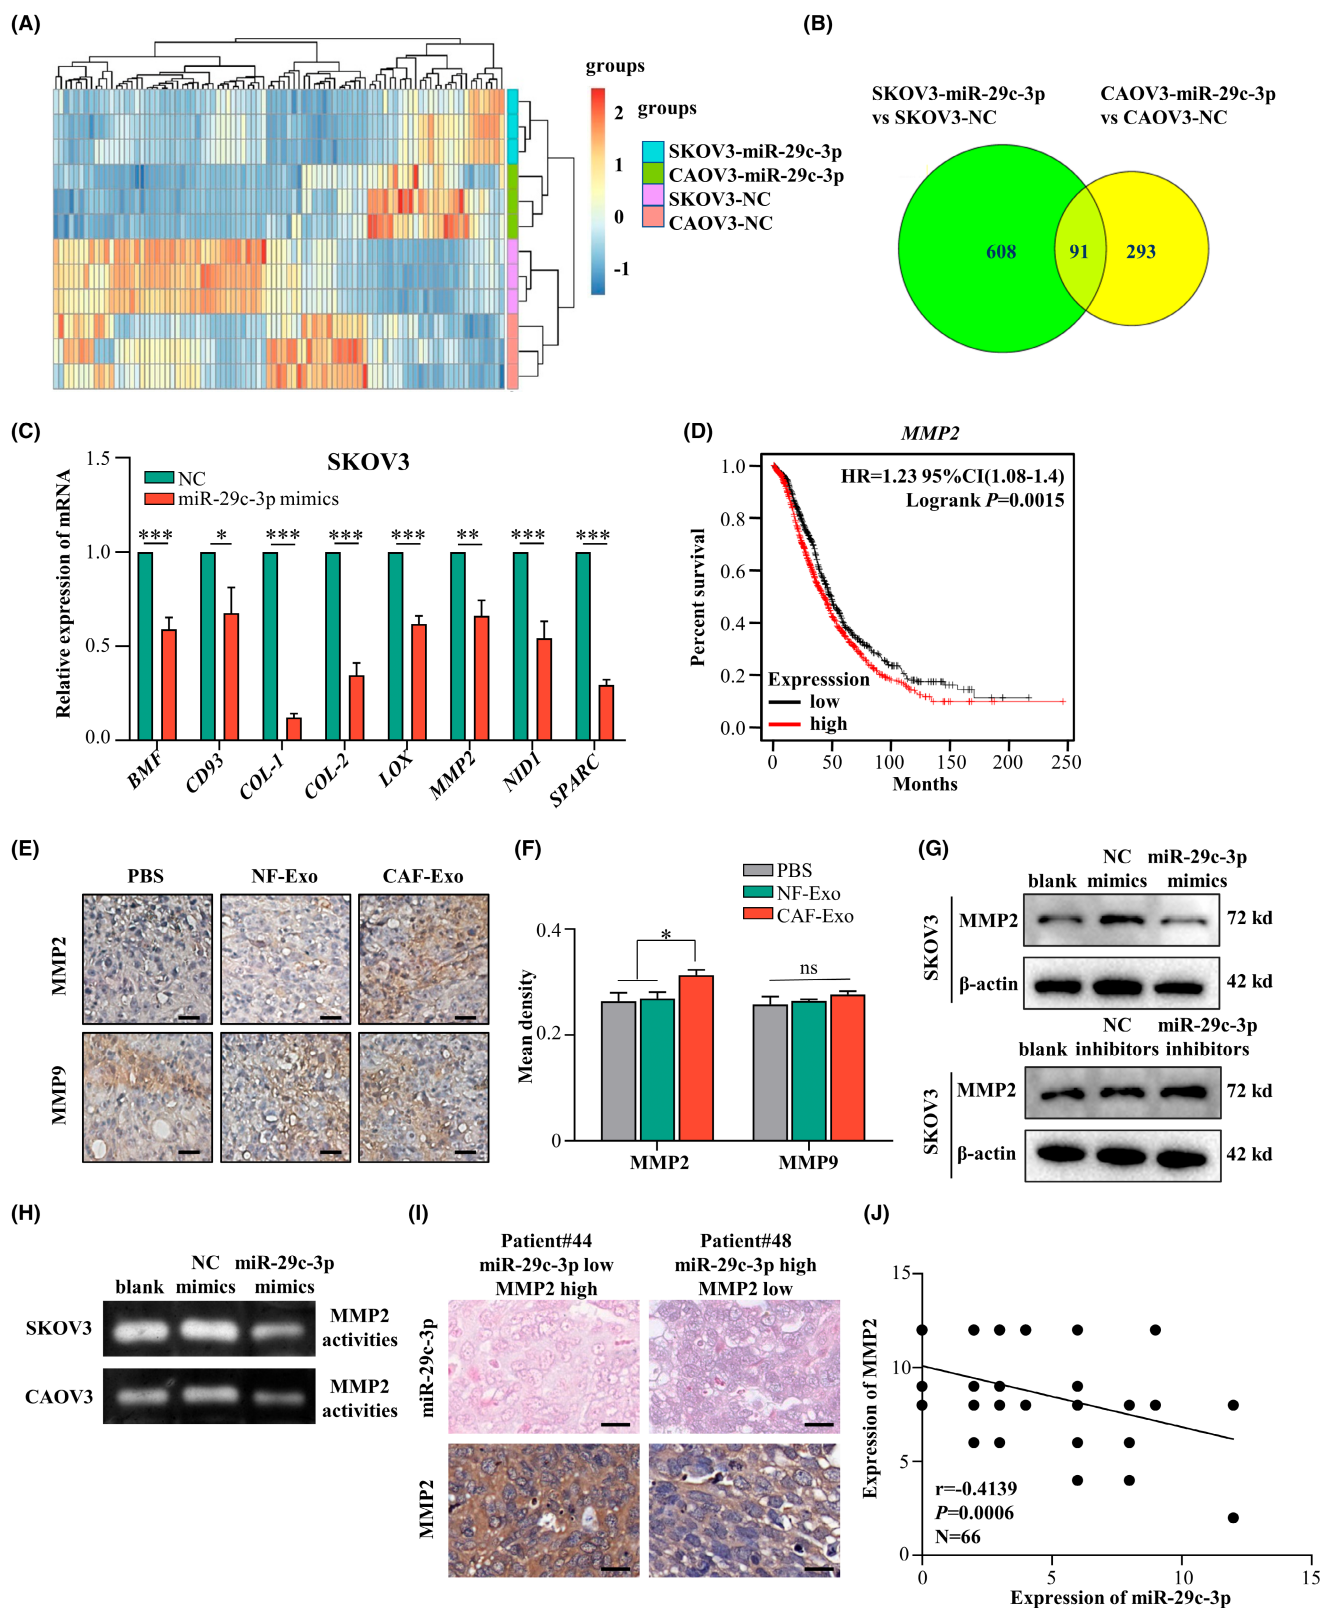 (A)
groups
2
1
0
-1
groups
SKOV3-miR-29c-3p
CAOV3-miR-29c-3p
SKOV3-NC
CAOV3-NC
(B)
SKOV3-miR-29c-3p
vs SKOV3-NC
CAOV3-miR-29c-3p
vs CAOV3-NC
608
91
293
(C)
SKOV3
NC
miR-29c-3p mimics
Relative expression of mRNA
1.5
1.0
0.5
0.0
*** * *** *** *** ** *** ***
BMF CD93 COL-1 COL-2 LOX MMP2 NID1 SPARC
(D)
MMP2
HR=1.23 95%CI(1.08-1.4)
Logrank P=0.0015
Percent survival
1.0
0.8
0.6
0.4
0.2
0.0
Expresssion
low
high
0 50 100 150 200 250
Months
(E)
PBS NF-Exo CAF-Exo
MMP2
MMP9
(F)
PBS
NF-Exo
CAF-Exo
Mean density
0.4
0.2
0
*
ns
MMP2 MMP9
(G)
NC miR-29c-3p
blank mimics mimics
SKOV3
MMP2 72 kd
β-actin 42 kd
NC miR-29c-3p
blank inhibitors inhibitors
SKOV3
MMP2 72 kd
β-actin 42 kd
(H)
NC miR-29c-3p
blank mimics mimics
SKOV3
MMP2
activities
CAOV3
MMP2
activities
(I)
Patient#44
miR-29c-3p low
MMP2 high
Patient#48
miR-29c-3p high
MMP2 low
miR-29c-3p
MMP2
(J)
Expression of MMP2
15
10
5
0
r=-0.4139
P=0.0006
N=66
0 5 10 15
Expression of miR-29c-3p